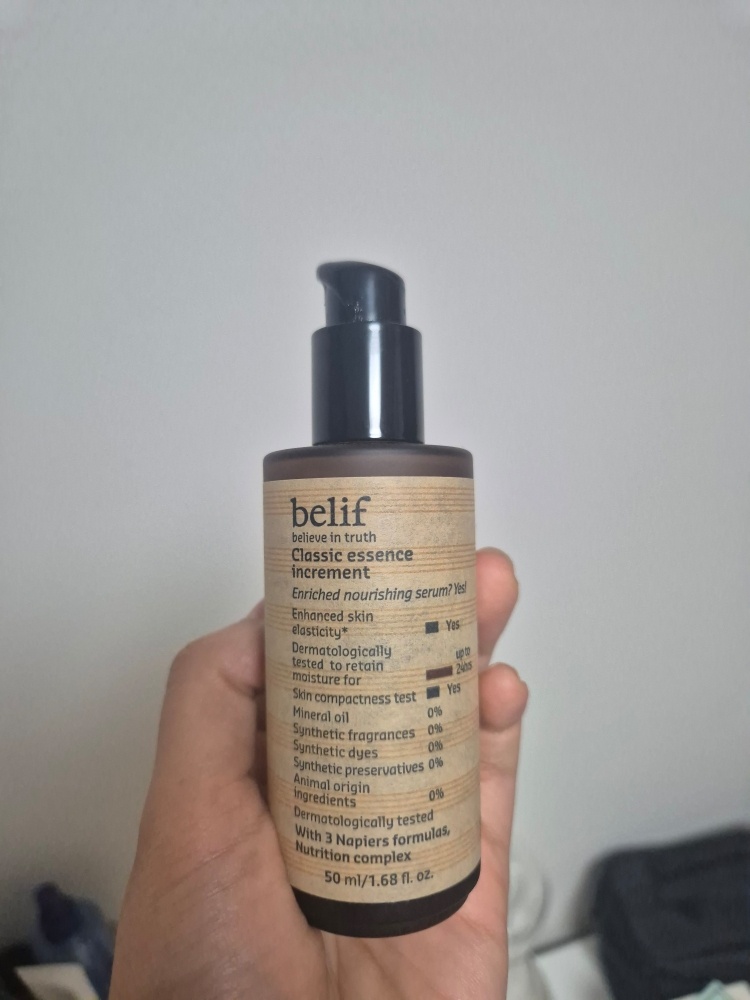 belif
believe in truth
Classic essence
increment
Enriched nourishing serum? Yes!
Enhanced skin
elasticity* Yes
Dermatologically
tested to retain
moisture for up to 24hrs
Skin compactness test Yes
Mineral oil 0%
Synthetic fragrances 0%
Synthetic dyes 0%
Synthetic preservatives 0%
Animal origin
ingredients 0%
Dermatologically tested
With 3 Napiers formulas,
Nutrition complex
50 ml/1.68 fl. oz.